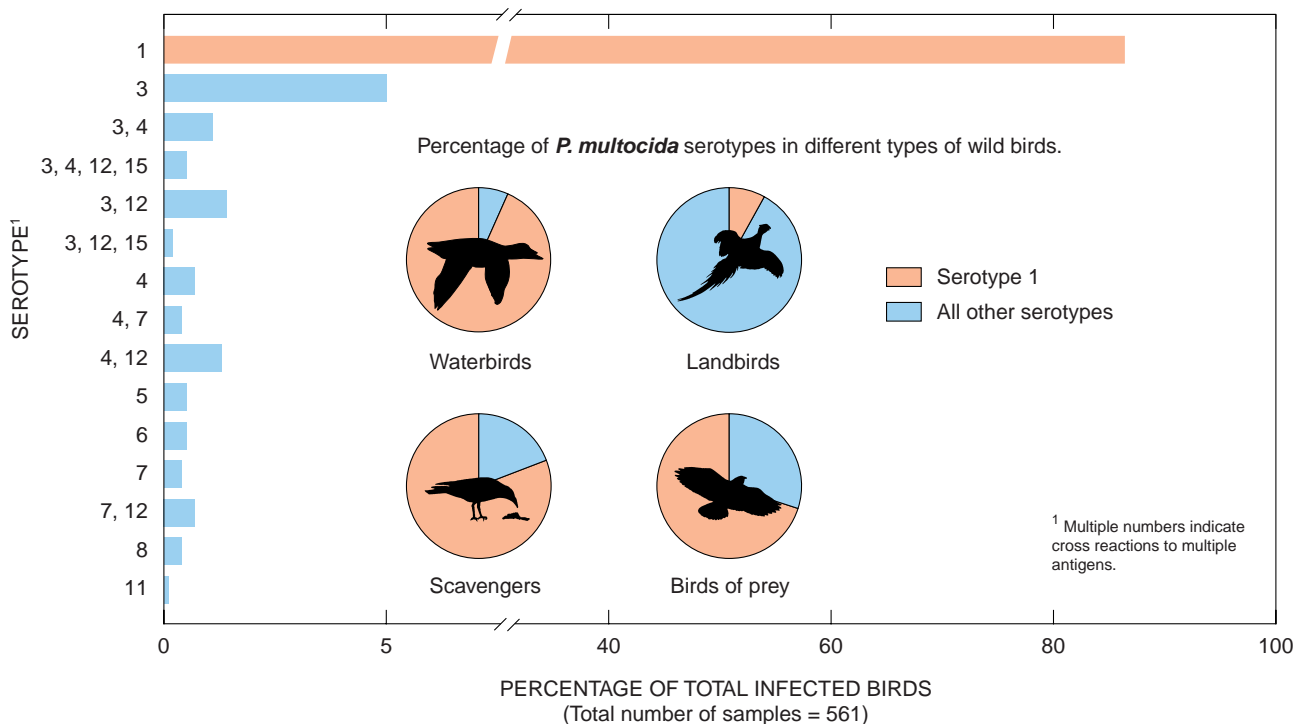 1
3
3, 4
3, 4, 12, 15
3, 12
3, 12, 15
4
4, 7
4, 12
5
6
7
7, 12
8
11
SEROTYPE1
Percentage of P. multocida serotypes in different types of wild birds.
Waterbirds
Landbirds
Serotype 1
All other serotypes
Scavengers
Birds of prey
1 Multiple numbers indicate
cross reactions to multiple
antigens.
0 5 40 60 80 100
PERCENTAGE OF TOTAL INFECTED BIRDS
(Total number of samples = 561)